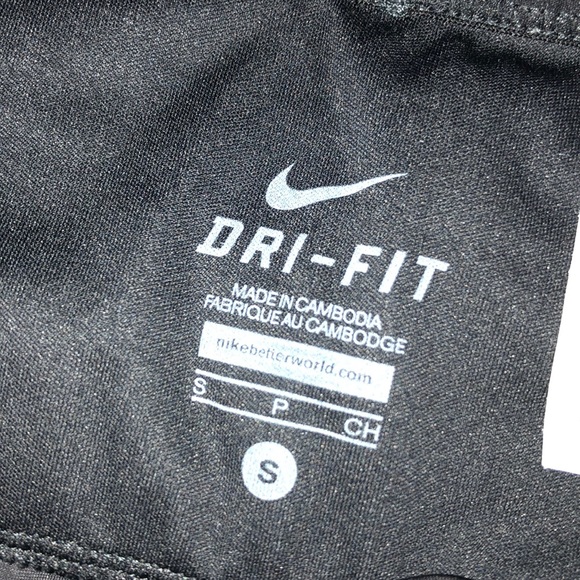 DRI-FIT
MADE IN CAMBODIA
FABRIQUE AU CAMBODGE
nikebetterworld.com
S P CH
S